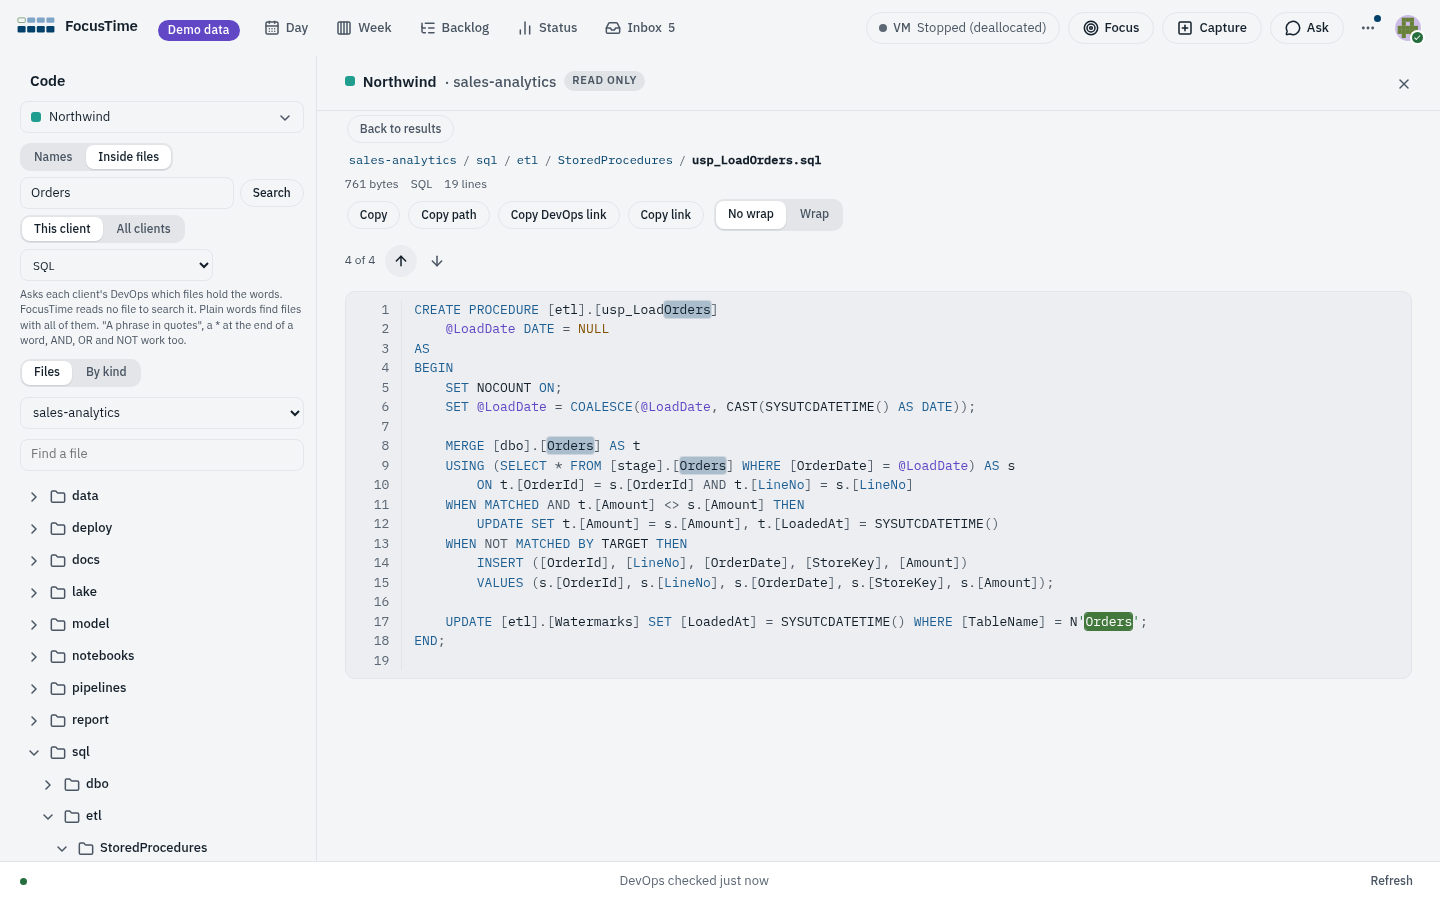 FocusTime
Demo data
Day
Week
Backlog
Status
Inbox 5
VM Stopped (deallocated)
Focus
Capture
Ask
Code
Northwind
Names
Inside files
Orders
Search
This client
All clients
SQL
Asks each client's DevOps which files hold the words.
FocusTime reads no file to search it. Plain words find files
with all of them. "A phrase in quotes", a * at the end of a
word, AND, OR and NOT work too.
Files
By kind
sales-analytics
Find a file
data
deploy
docs
lake
model
notebooks
pipelines
report
sql
dbo
etl
StoredProcedures
Northwind · sales-analytics READ ONLY
Back to results
sales-analytics / sql / etl / StoredProcedures / usp_LoadOrders.sql
761 bytes SQL 19 lines
Copy
Copy path
Copy DevOps link
Copy link
No wrap
Wrap
4 of 4
1 CREATE PROCEDURE [etl].[usp_LoadOrders]
2     @LoadDate DATE = NULL
3 AS
4 BEGIN
5     SET NOCOUNT ON;
6     SET @LoadDate = COALESCE(@LoadDate, CAST(SYSUTCDATETIME() AS DATE));
7
8     MERGE [dbo].[Orders] AS t
9     USING (SELECT * FROM [stage].[Orders] WHERE [OrderDate] = @LoadDate) AS s
10         ON t.[OrderId] = s.[OrderId] AND t.[LineNo] = s.[LineNo]
11     WHEN MATCHED AND t.[Amount] <> s.[Amount] THEN
12         UPDATE SET t.[Amount] = s.[Amount], t.[LoadedAt] = SYSUTCDATETIME()
13     WHEN NOT MATCHED BY TARGET THEN
14         INSERT ([OrderId], [LineNo], [OrderDate], [StoreKey], [Amount])
15         VALUES (s.[OrderId], s.[LineNo], s.[OrderDate], s.[StoreKey], s.[Amount]);
16
17     UPDATE [etl].[Watermarks] SET [LoadedAt] = SYSUTCDATETIME() WHERE [TableName] = N'Orders';
18 END;
19
DevOps checked just now
Refresh